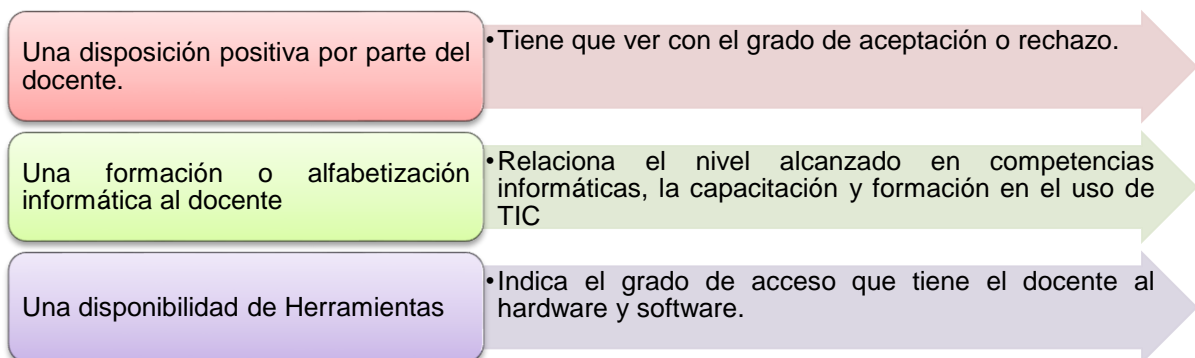 Una disposición positiva por parte del
docente.
•Tiene que ver con el grado de aceptación o rechazo.
Una formación o alfabetización
informática al docente
•Relaciona el nivel alcanzado en competencias
informáticas, la capacitación y formación en el uso de
TIC
Una disponibilidad de Herramientas
•Indica el grado de acceso que tiene el docente al
hardware y software.